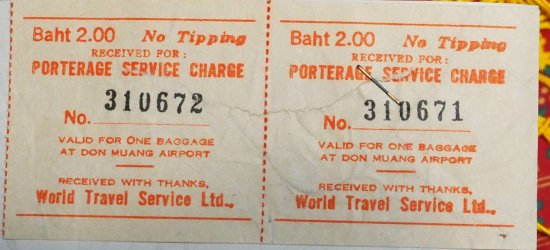 Baht 2.00 No Tipping
RECEIVED FOR:
PORTERAGE SERVICE CHARGE
No. 310672
VALID FOR ONE BAGGAGE
AT DON MUANG AIRPORT
RECEIVED WITH THANKS,
World Travel Service Ltd.,
Baht 2.00 No Tipping
RECEIVED FOR:
PORTERAGE SERVICE CHARGE
No. 310671
VALID FOR ONE BAGGAGE
AT DON MUANG AIRPORT
RECEIVED WITH THANKS,
World Travel Service Ltd.,